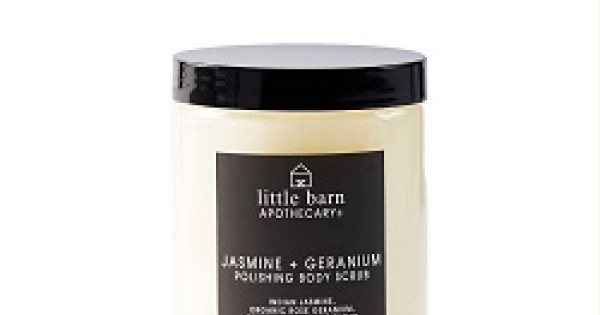 little barn
APOTHECARY
JASMINE + GERANIUM
POLISHING BODY SCRUB
INDIAN JASMINE,
ORGANIC ROSE GERANIUM,